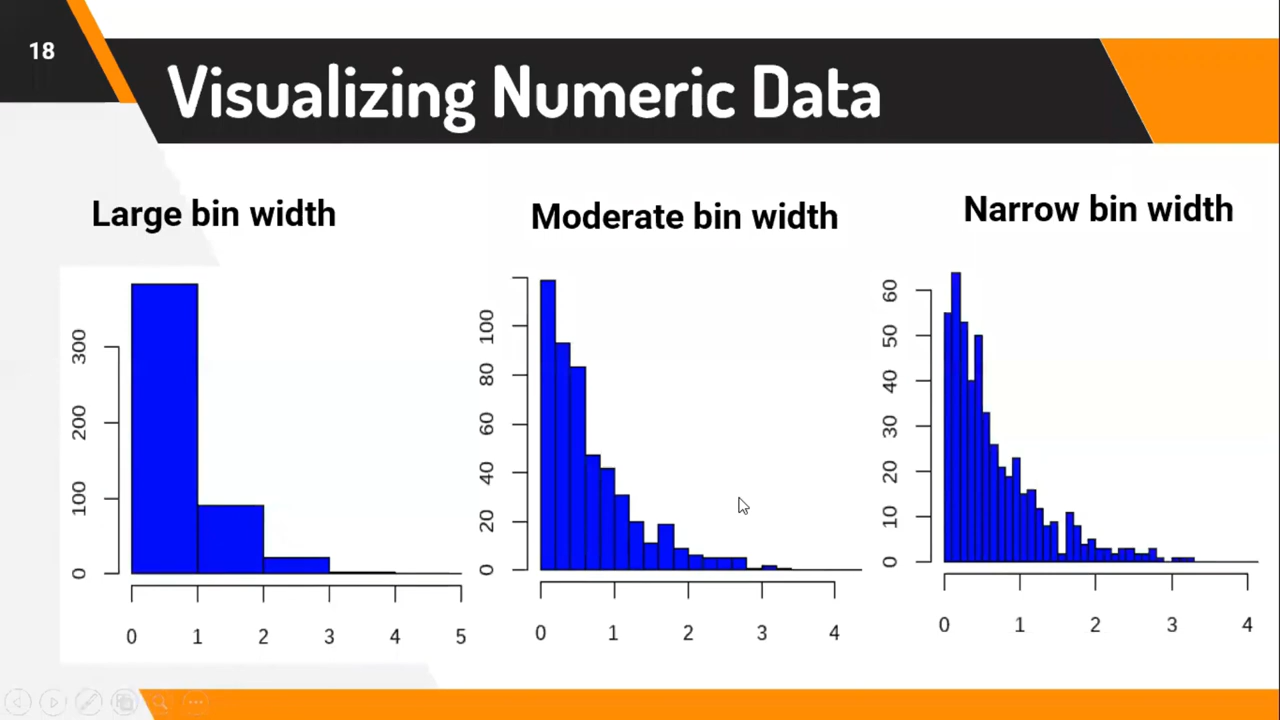 18
Visualizing Numeric Data
Large bin width
300
200
100
0
0 1 2 3 4 5
Moderate bin width
100
80
60
40
20
0
0 1 2 3 4
Narrow bin width
60
50
40
30
20
10
0
0 1 2 3 4